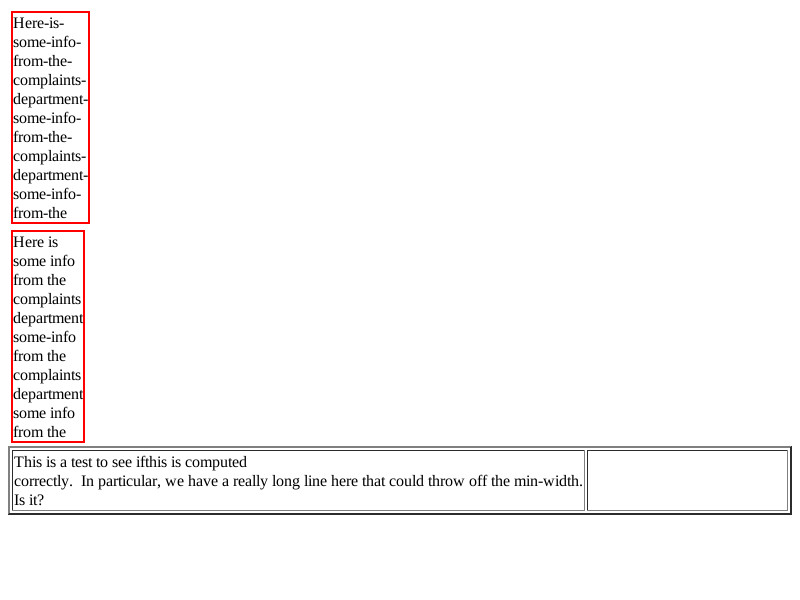 Here-is-
some-info-
from-the-
complaints-
department-
some-info-
from-the-
complaints-
department-
some-info-
from-the
Here is
some info
from the
complaints
department
some-info
from the
complaints
department
some info
from the
This is a test to see ifthis is computed
correctly.  In particular, we have a really long line here that could throw off the min-width.
Is it?